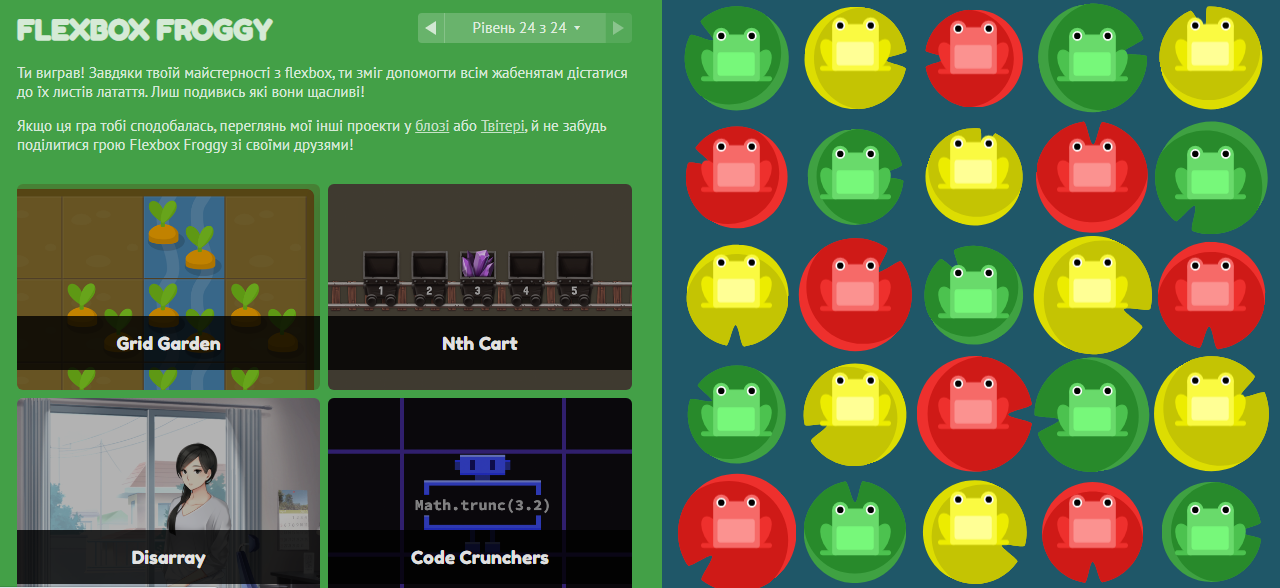 FLEXBOX FROGGY
Рівень 24 з 24
Ти виграв! Завдяки твоїй майстерності з flexbox, ти зміг допомогти всім жабенятам дістатися
до їх листів латаття. Лиш подивись які вони щасливі!
Якщо ця гра тобі сподобалась, переглянь мої інші проекти у блозі або Твітері, й не забудь
поділитися грою Flexbox Froggy зі своїми друзями!
1 2 3 4 5
Grid Garden
Nth Cart
Math.trunc(3.2)
Disarray
Code Crunchers